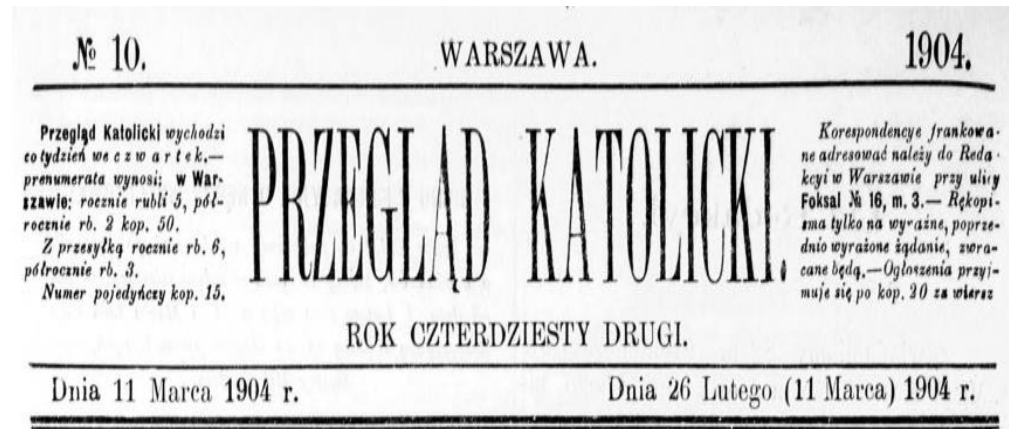 № 10.
WARSZAWA.
1904.
Przegląd Katolicki wychodzi
co tydzień we czwartek.—
prenumerata wynosi: w War-
szawie: rocznie rubli 5, pół-
rocznie rb. 2 kop. 50.
Z przesyłką rocznie rb. 6,
półrocznie rb. 3.
Numer pojedyńczy kop. 15.
PRZEGLĄD KATOLICKI.
Korespondencye frankowa-
ne adresować należy do Reda-
kcyi w Warszawie przy ulicy
Foksal № 16, m. 3.— Rękopi-
sma tylko na wyraźne, poprze-
dnio wyrażone żądanie, zwra-
cane będą.—Ogłoszenia przyj-
muje się po kop. 20 za wiersz
ROK CZTERDZIESTY DRUGI.
Dnia 11 Marca 1904 r.
Dnia 26 Lutego (11 Marca) 1904 r.